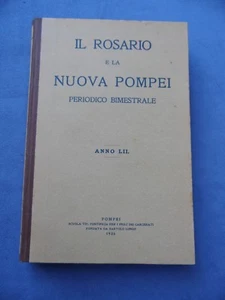 IL ROSARIO
E LA
NUOVA POMPEI
PERIODICO BIMESTRALE
ANNO LII.
POMPEI